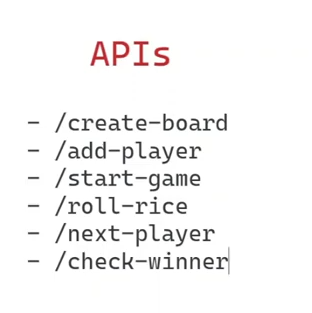 APIs
- /create-board
- /add-player
- /start-game
- /roll-rice
- /next-player
- /check-winner